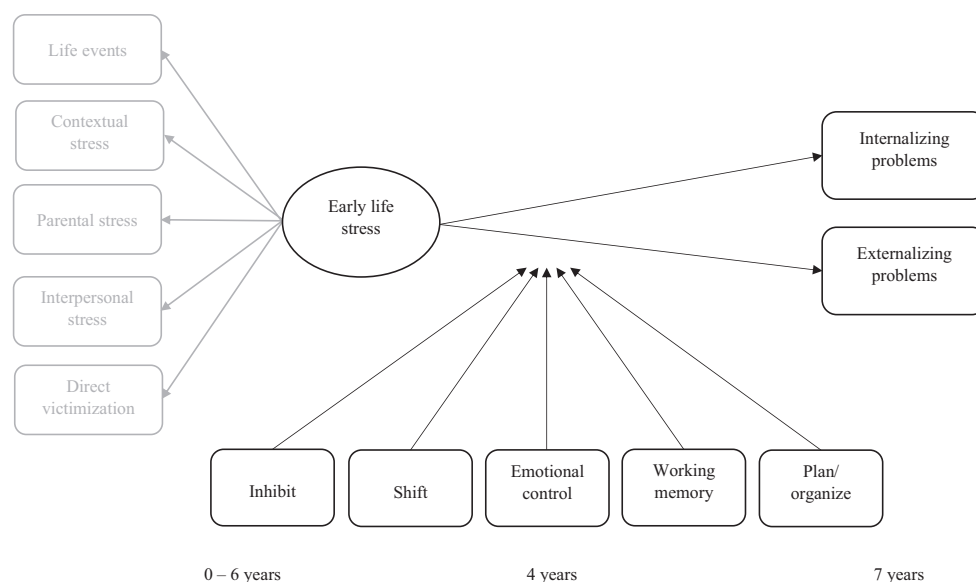 Life events
Contextual
stress
Parental stress
Interpersonal
stress
Direct
victimization
Early life
stress
Internalizing
problems
Externalizing
problems
Inhibit
Shift
Emotional
control
Working
memory
Plan/
organize
0 – 6 years
4 years
7 years